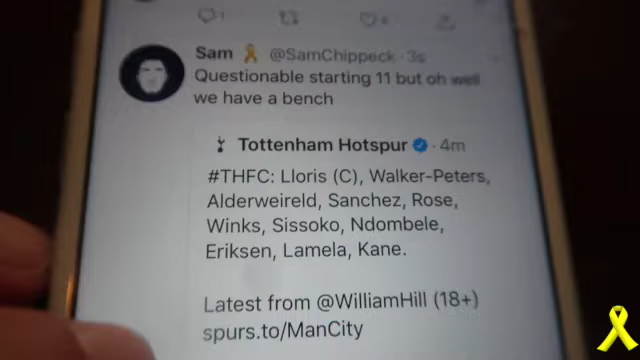 1
Sam 🎗 @SamChippeck · 3s
Questionable starting 11 but oh well
we have a bench
Tottenham Hotspur · 4m
#THFC: Lloris (C), Walker-Peters,
Alderweireld, Sanchez, Rose,
Winks, Sissoko, Ndombele,
Eriksen, Lamela, Kane.
Latest from @WilliamHill (18+)
spurs.to/ManCity